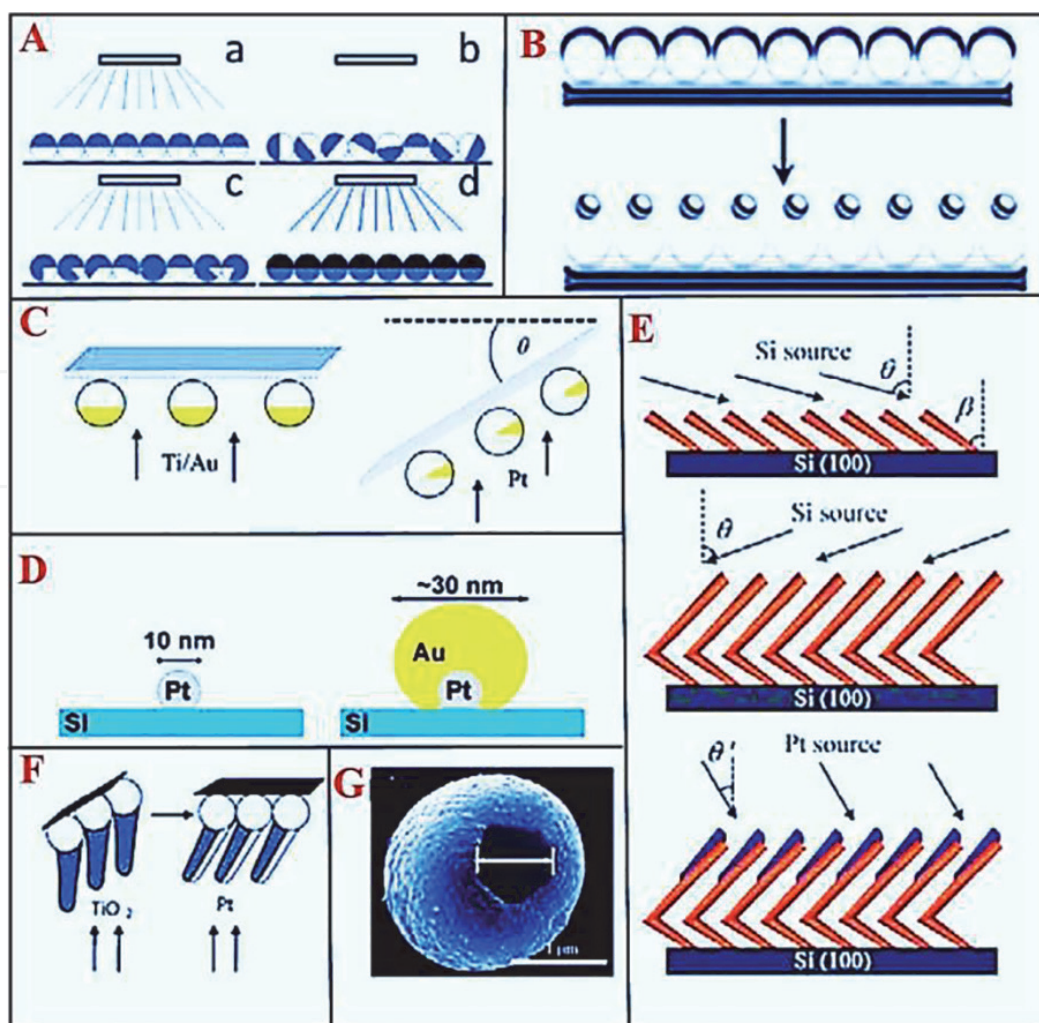 A
a
b
c
d
B
C
Ti/Au
θ
Pt
D
10 nm
Pt
Si
~30 nm
Au
Pt
Si
E
Si source
θ
β
Si (100)
θ
Si source
Si (100)
Pt source
θ'
Si (100)
F
TiO2
Pt
G
1 μm